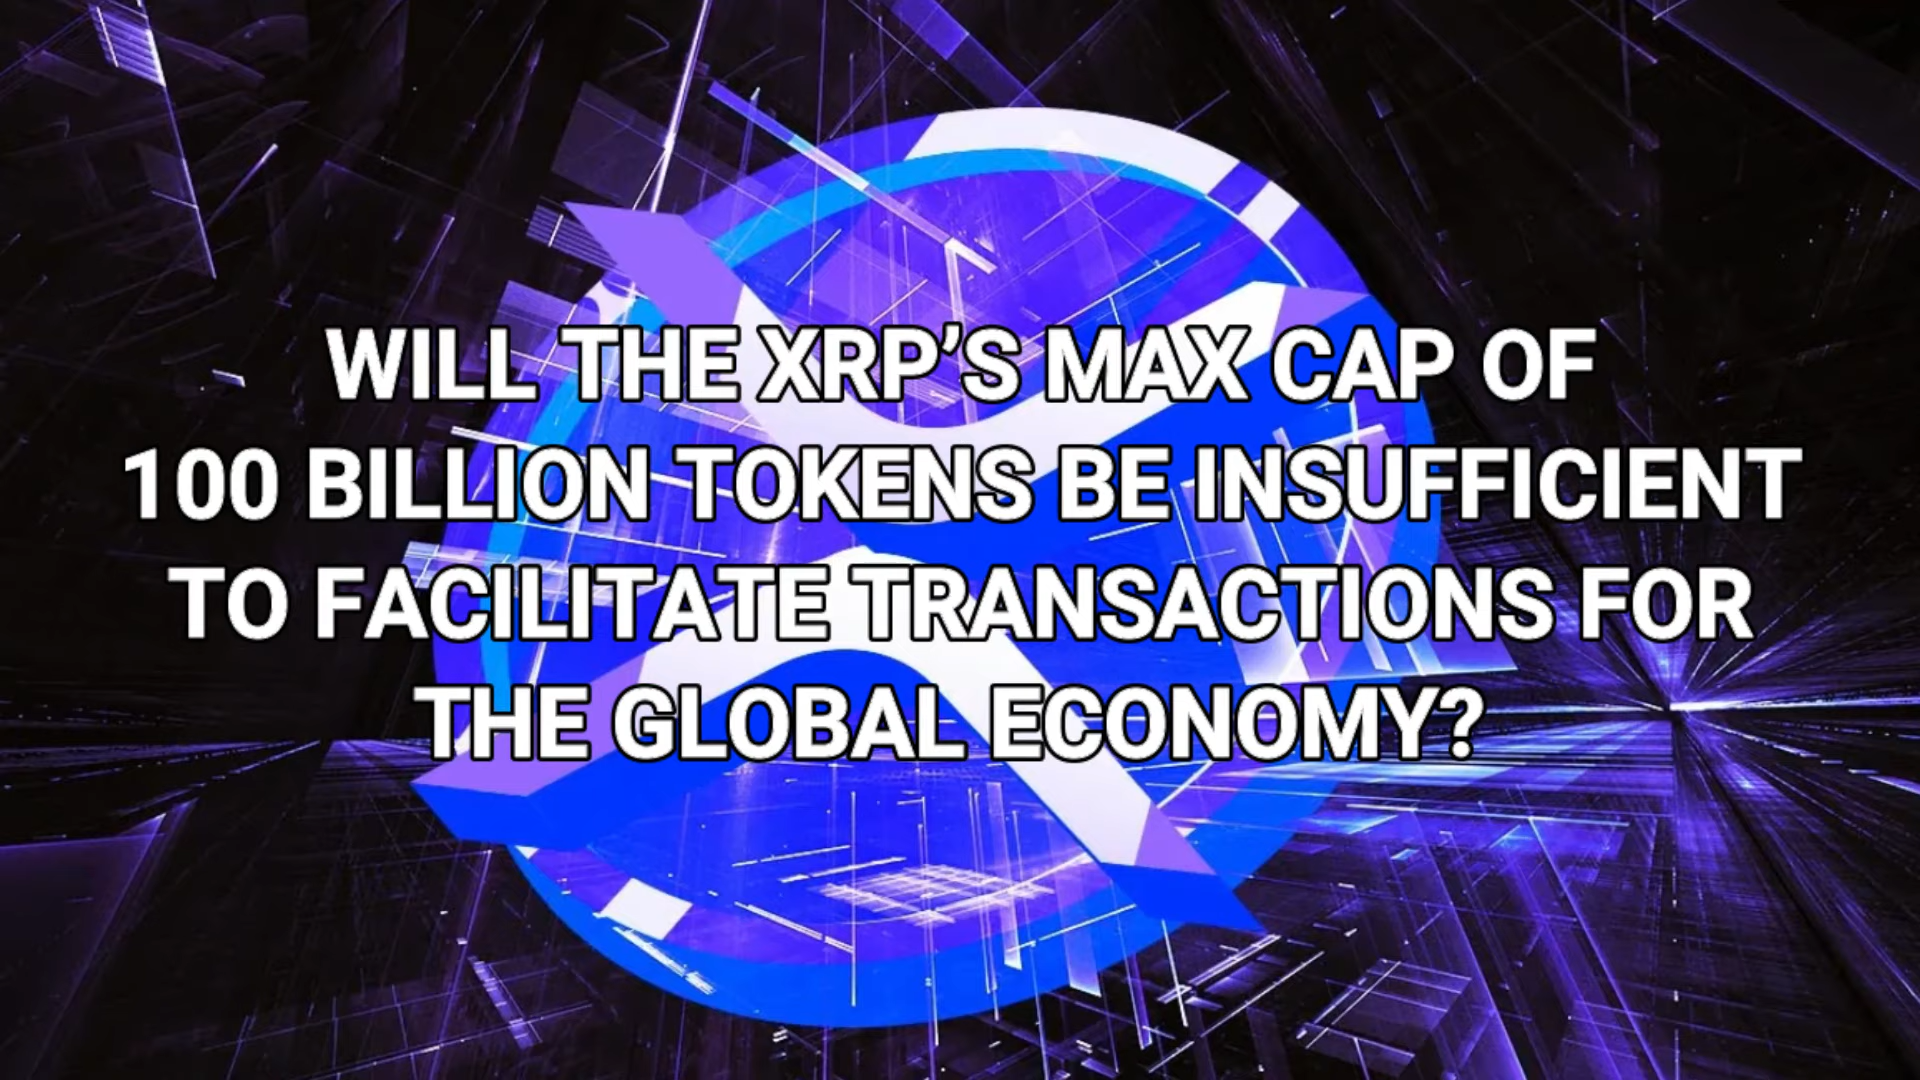 WILL THE XRP’S MAX CAP OF
100 BILLION TOKENS BE INSUFFICIENT
TO FACILITATE TRANSACTIONS FOR
THE GLOBAL ECONOMY?